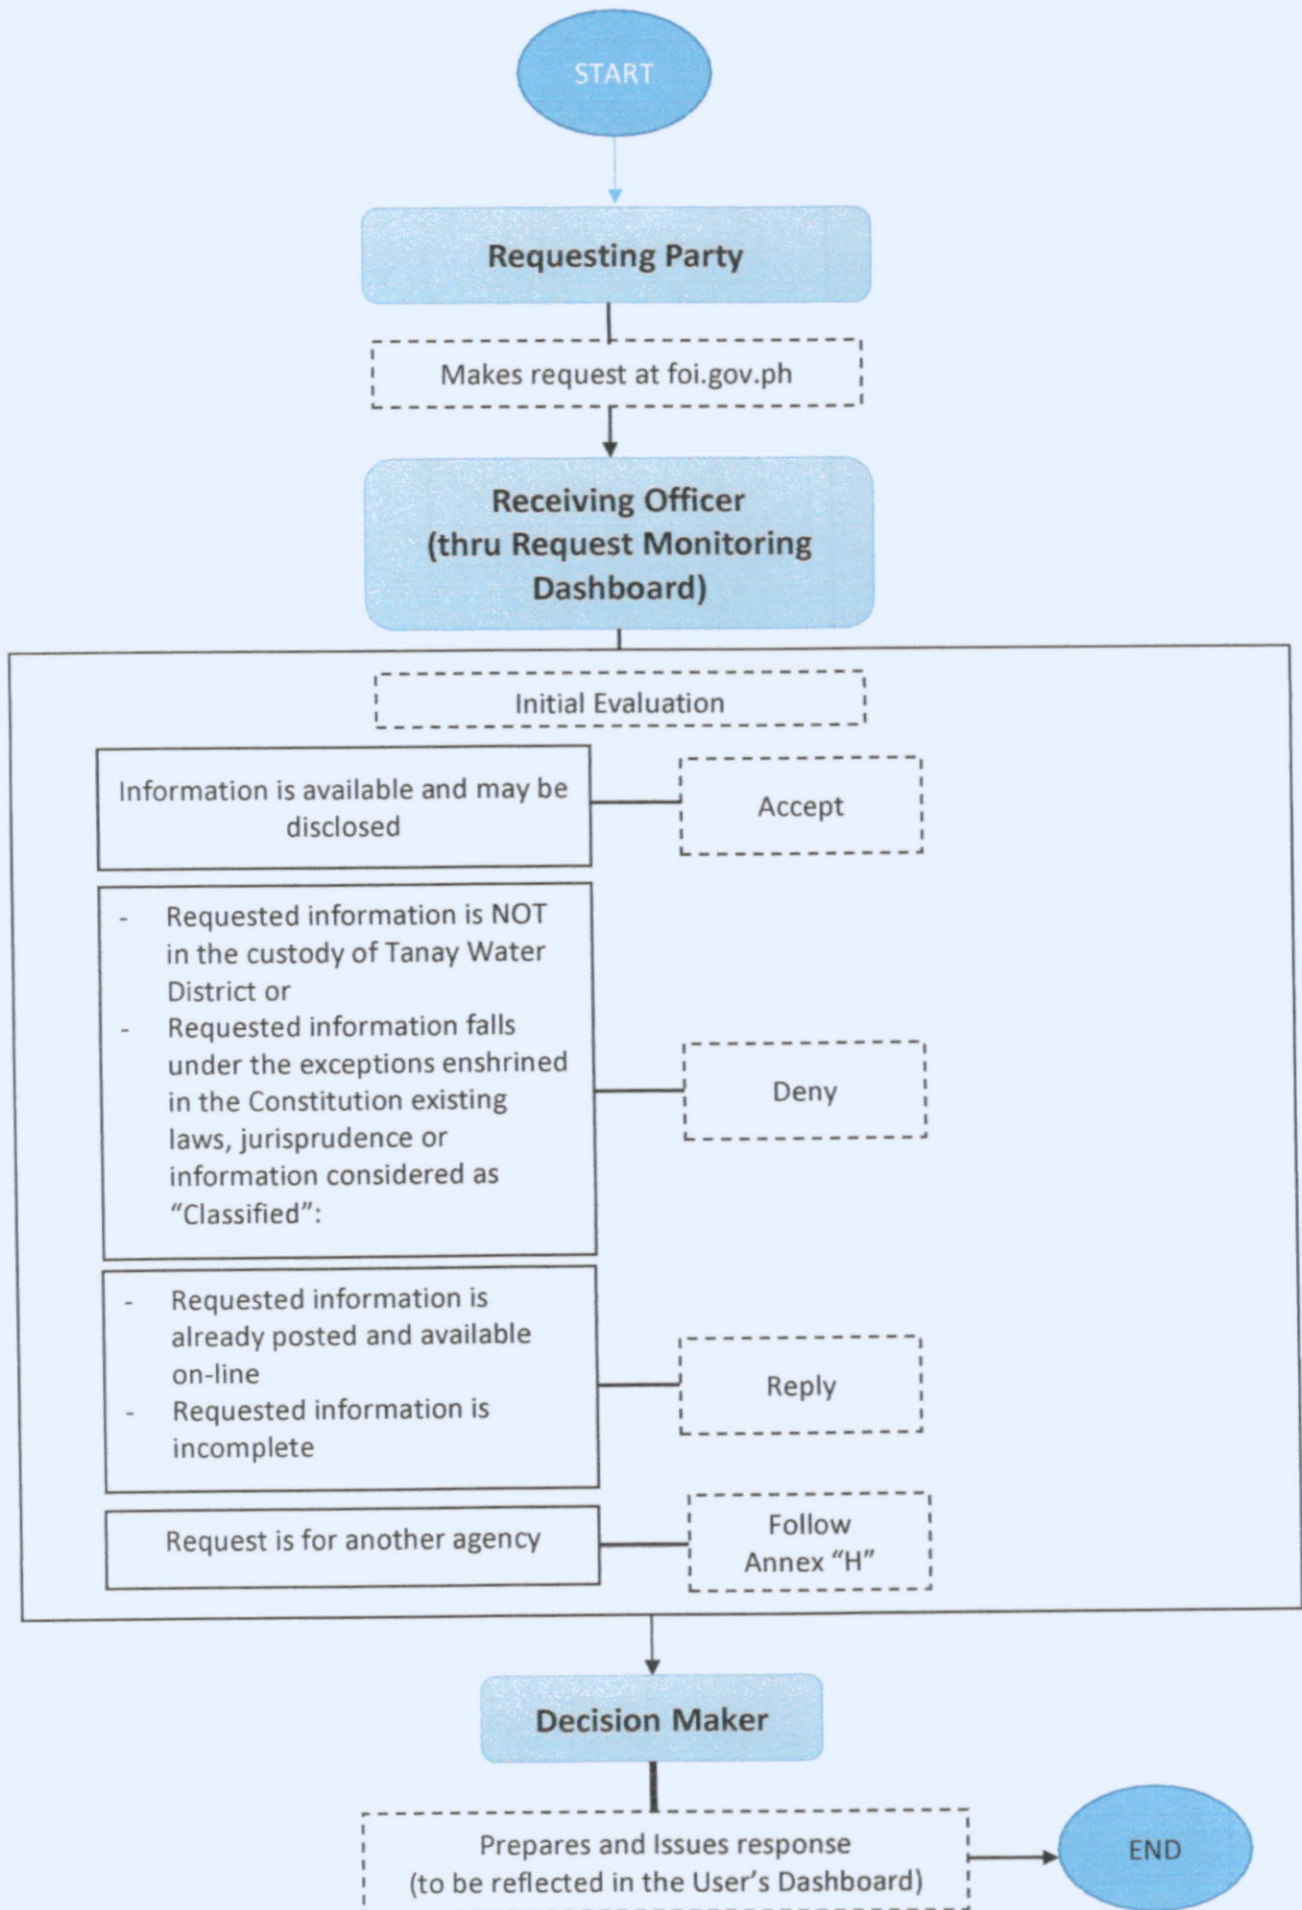 START
Requesting Party
Makes request at foi.gov.ph
Receiving Officer
(thru Request Monitoring
Dashboard)
Initial Evaluation
Information is available and may be
disclosed
Accept
- Requested information is NOT
in the custody of Tanay Water
District or
- Requested information falls
under the exceptions enshrined
in the Constitution existing
laws, jurisprudence or
information considered as
“Classified”:
Deny
- Requested information is
already posted and available
on-line
- Requested information is
incomplete
Reply
Request is for another agency
Follow
Annex “H”
Decision Maker
Prepares and Issues response
(to be reflected in the User’s Dashboard)
END